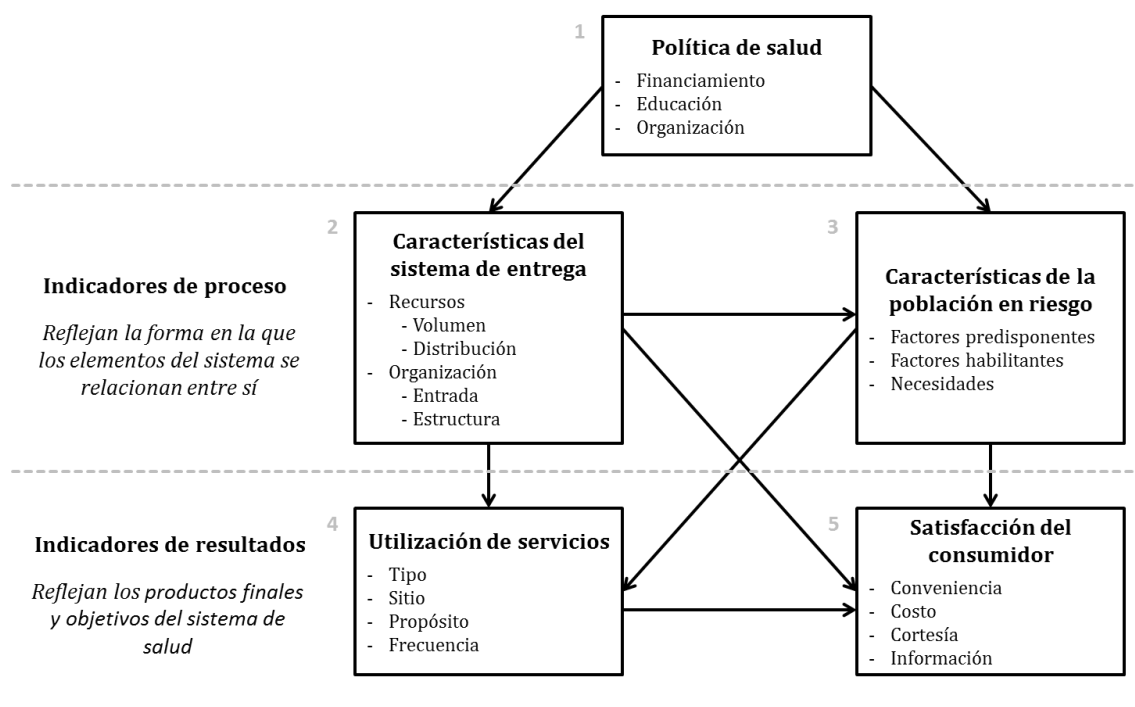 1
Política de salud
- Financiamiento
- Educación
- Organización
2
Características del
sistema de entrega
- Recursos
- Volumen
- Distribución
- Organización
- Entrada
- Estructura
3
Características de la
población en riesgo
- Factores predisponentes
- Factores habilitantes
- Necesidades
Indicadores de proceso
Reflejan la forma en la que
los elementos del sistema se
relacionan entre sí
4
Utilización de servicios
- Tipo
- Sitio
- Propósito
- Frecuencia
5
Satisfacción del
consumidor
- Conveniencia
- Costo
- Cortesía
- Información
Indicadores de resultados
Reflejan los productos finales
y objetivos del sistema de
salud